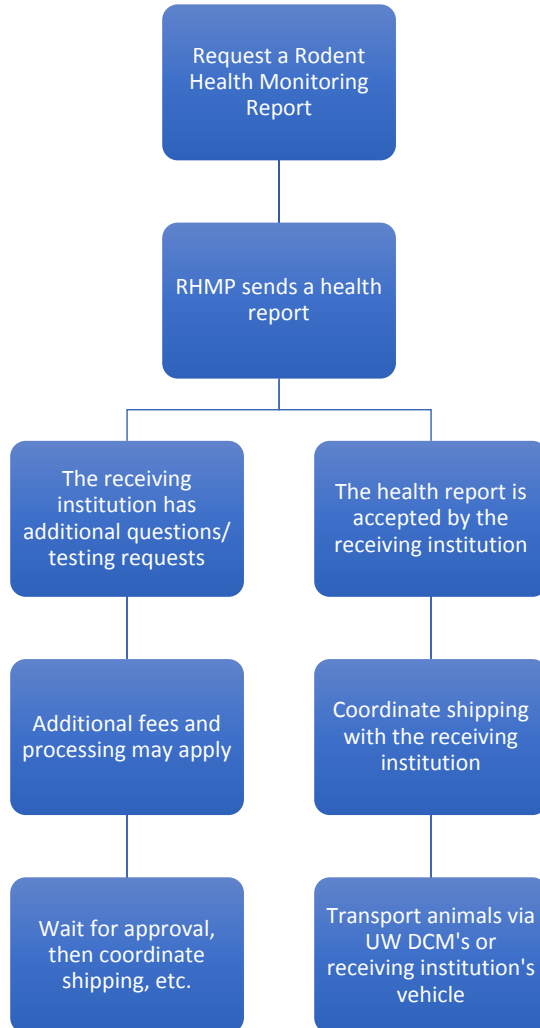 Request a Rodent
Health Monitoring
Report
RHMP sends a health
report
The receiving
institution has
additional questions/
testing requests
The health report is
accepted by the
receiving institution
Additional fees and
processing may apply
Coordinate shipping
with the receiving
institution
Wait for approval,
then coordinate
shipping, etc.
Transport animals via
UW DCM's or
receiving institution's
vehicle